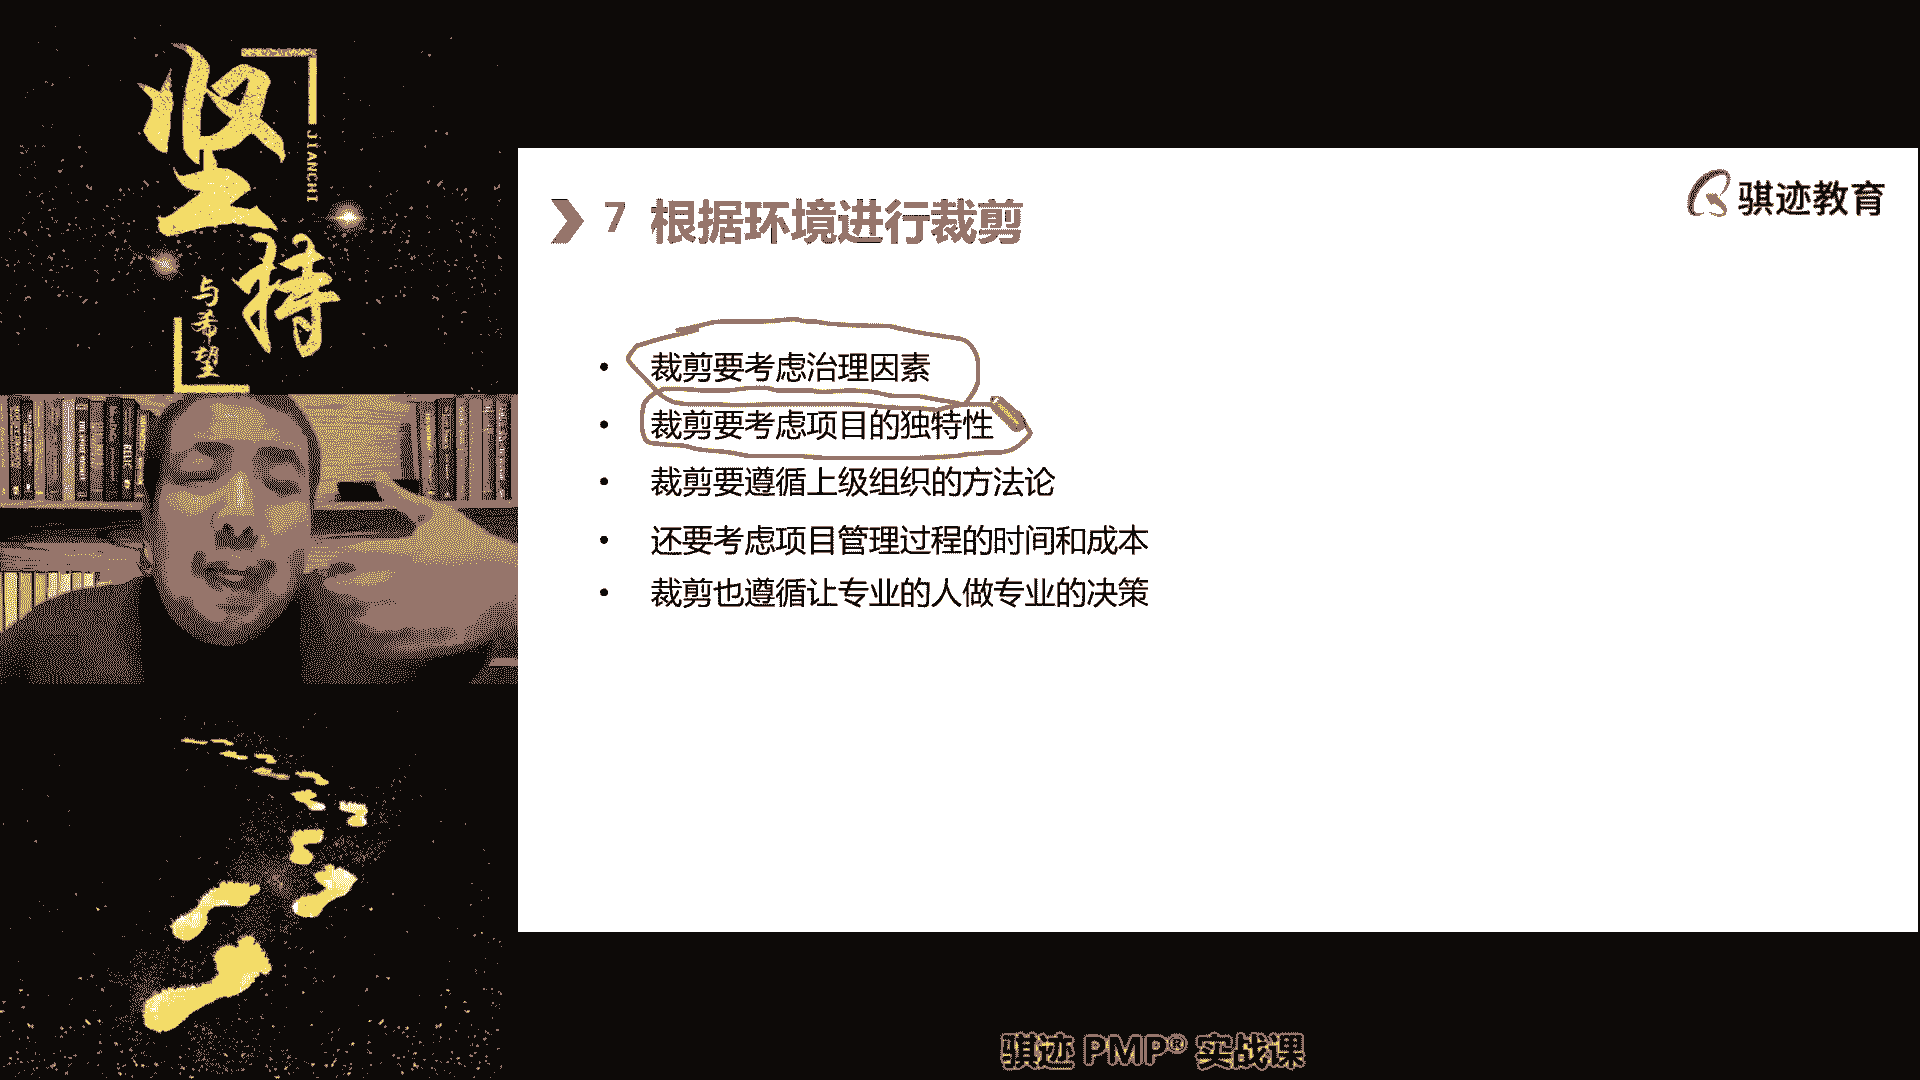 坚持
JIANCHI
与希望
骐迹教育
7 根据环境进行裁剪
• 裁剪要考虑治理因素
• 裁剪要考虑项目的独特性
• 裁剪要遵循上级组织的方法论
• 还要考虑项目管理过程的时间和成本
• 裁剪也遵循让专业的人做专业的决策
骐迹 PMP® 实战课